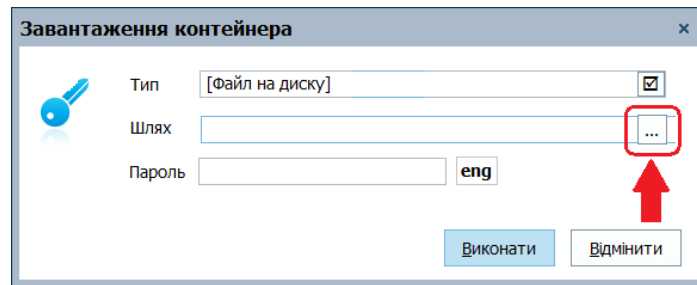 Завантаження контейнера ×
Тип [Файл на диску]
Шлях ...
Пароль eng
Виконати Відмінити